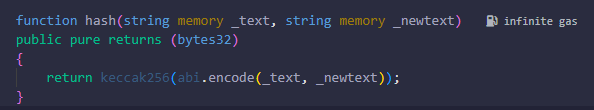 function hash(string memory _text, string memory _newtext) infinite gas
public pure returns (bytes32)
{
return keccak256(abi.encode(_text, _newtext));
}